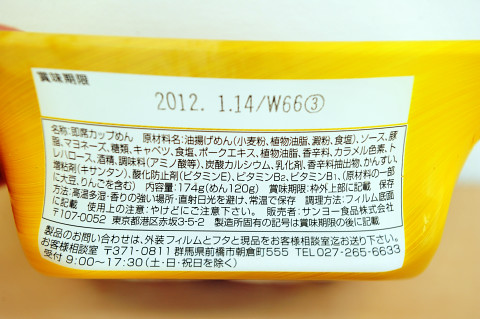 賞味期限
2012. 1.14/W66③
名称:即席カップめん 原材料名:油揚げめん(小麦粉、植物油脂、澱粉、食塩)、ソース、豚
脂、マヨネーズ、糖類、キャベツ、食塩、ポークエキス、植物油脂、香辛料、カラメル色素、ト
レハロース、酒精、調味料(アミノ酸等)、炭酸カルシウム、乳化剤、香辛料抽出物、かんすい、
増粘剤(キサンタン)、酸化防止剤(ビタミンE)、ビタミンB2、ビタミンB1、(原材料の一部
に大豆、りんごを含む) 内容量:174g(めん120g) 賞味期限:枠外上部に記載 保存
方法:高温多湿・香りの強い場所・直射日光を避け、常温で保存 調理方法:フィルム底面
に記載 使用上の注意:やけどにご注意下さい。 販売者:サンヨー食品株式会社
〒107-0052 東京都港区赤坂3-5-2 製造所固有の記号は賞味期限の後に記載
製品のお問い合わせは、外装フィルムとフタと現品をお客様相談室迄お送り下さい。
お客様相談室 〒371-0811 群馬県前橋市朝倉町555 TEL.027-265-6633
受付 9:00〜17:30(土・日・祝日を除く)